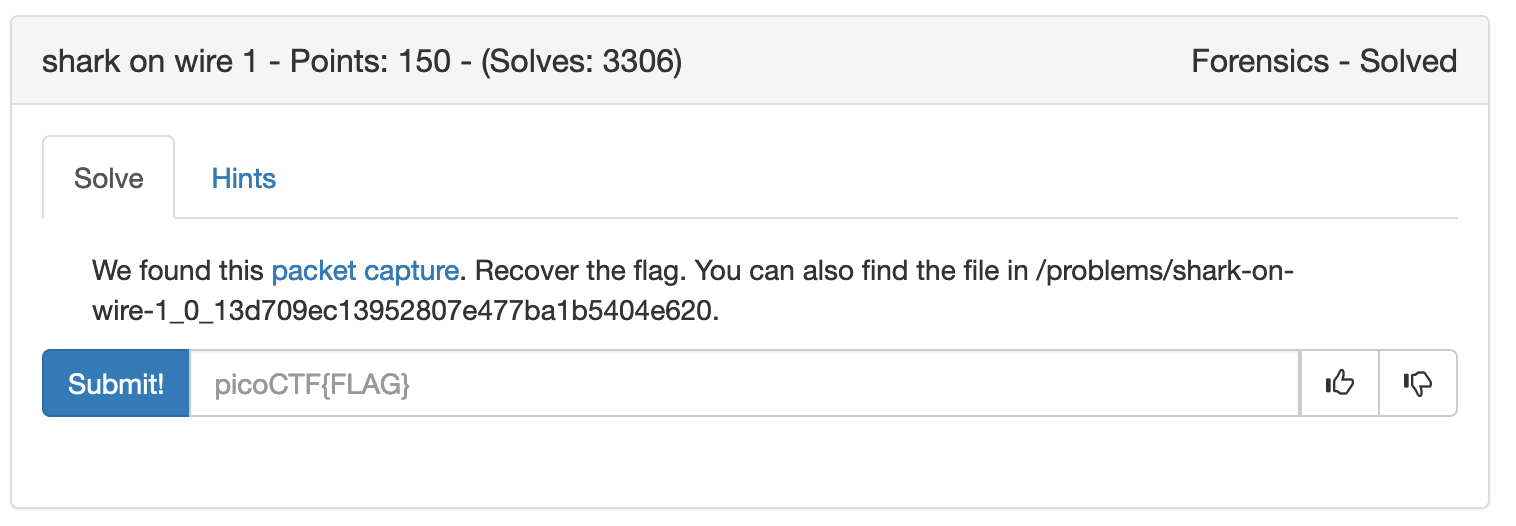 shark on wire 1 - Points: 150 - (Solves: 3306) Forensics - Solved
Solve Hints
We found this packet capture. Recover the flag. You can also find the file in /problems/shark-on-
wire-1_0_13d709ec13952807e477ba1b5404e620.
Submit! picoCTF{FLAG}